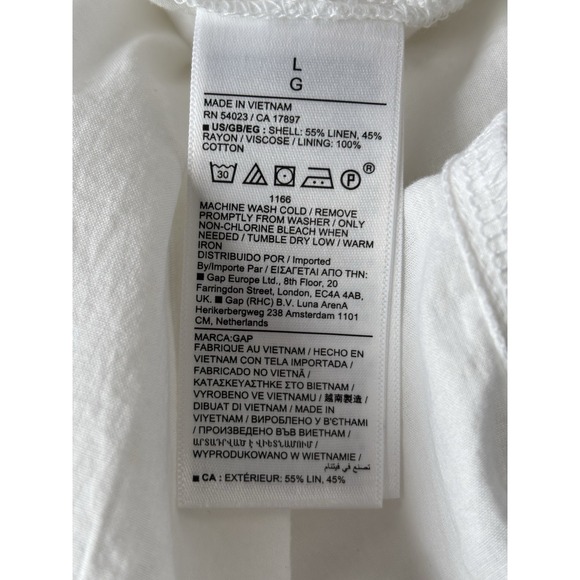 L
G
MADE IN VIETNAM
RN 54023 / CA 17897
■ US/GB/EG : SHELL: 55% LINEN, 45%
RAYON / VISCOSE / LINING: 100%
COTTON
30 P ®
1166
MACHINE WASH COLD / REMOVE
PROMPTLY FROM WASHER / ONLY
NON-CHLORINE BLEACH WHEN
NEEDED / TUMBLE DRY LOW / WARM
IRON
DISTRIBUIDO POR / Imported
By/Importe Par / ΕΙΣΑΓΕΤΑΙ ΑΠΟ ΤΗΝ:
■ Gap Europe Ltd., 8th Floor, 20
Farringdon Street, London, EC4A 4AB,
UK. ■ Gap (RHC) B.V. Luna ArenA
Herikerbergweg 238 Amsterdam 1101
CM, Netherlands
MARCA:GAP
FABRIQUE AU VIETNAM / HECHO EN
VIETNAM CON TELA IMPORTADA /
FABRICADO NO VIETNÃ /
ΚΑΤΑΣΚΕΥΑΣΤΗΚΕ ΣΤΟ ΒΙΕΤΝΑΜ /
VYROBENO VE VIETNAMU / 越南製造 /
DIBUAT DI VIETNAM / MADE IN
VIYETNAM / ВИРОБЛЕНО У В'ЄТНАМІ
/ ПРОИЗВЕДЕНО ВЪВ ВИЕТНАМ /
ԱՐՏԱԴՐՎԱԾ Է ՎԻԵՏՆԱՄՈՒՄ /
WYPRODUKOWANO W WIETNAMIE /
تصنع في فيتنام
■ CA : EXTÉRIEUR: 55% LIN, 45%